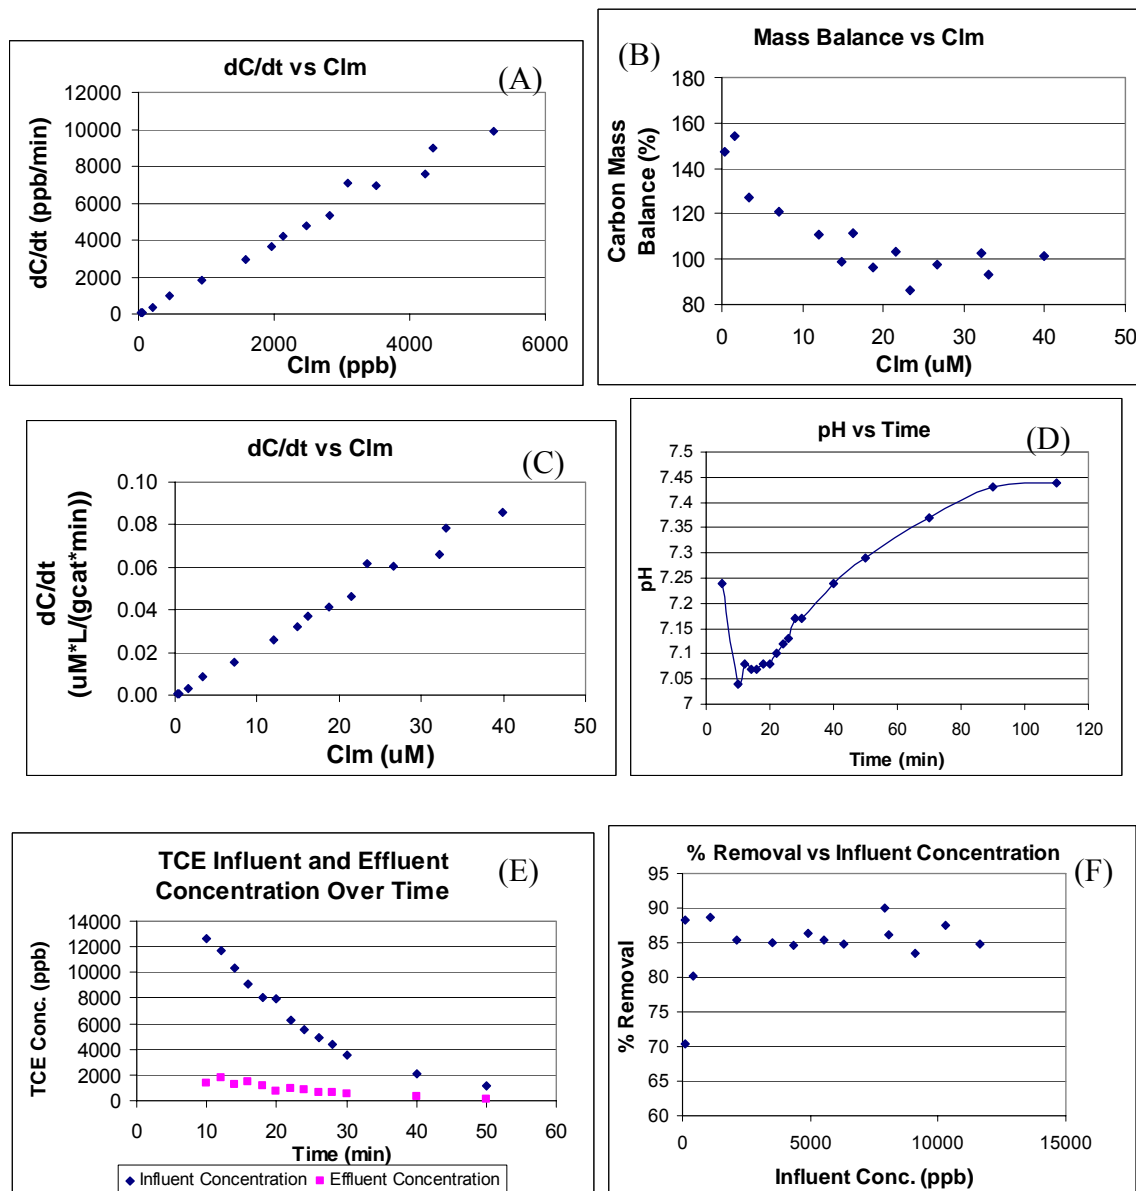 dC/dt vs Clm
(A)
12000
10000
8000
6000
4000
2000
0
dC/dt (ppb/min)
0 2000 4000 6000
Clm (ppb)
Mass Balance vs Clm
(B)
180
160
140
120
100
80
Carbon Mass
Balance (%)
0 10 20 30 40 50
Clm (uM)
dC/dt vs Clm
(C)
0.10
0.08
0.06
0.04
0.02
0.00
dC/dt
(uM*L/(gcat*min))
0 10 20 30 40 50
Clm (uM)
pH vs Time
(D)
7.5
7.45
7.4
7.35
7.3
7.25
7.2
7.15
7.1
7.05
7
pH
0 20 40 60 80 100 120
Time (min)
TCE Influent and Effluent
Concentration Over Time
(E)
14000
12000
10000
8000
6000
4000
2000
0
TCE Conc. (ppb)
0 10 20 30 40 50 60
Time (min)
Influent Concentration Effluent Concentration
% Removal vs Influent Concentration
(F)
95
90
85
80
75
70
65
60
% Removal
0 5000 10000 15000
Influent Conc. (ppb)